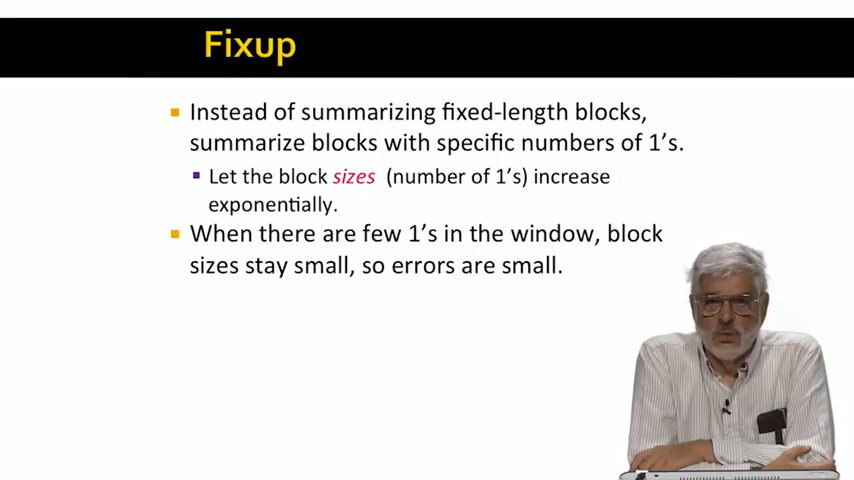 Fixup
Instead of summarizing fixed-length blocks,
summarize blocks with specific numbers of 1's.
Let the block sizes (number of 1's) increase
exponentially.
When there are few 1's in the window, block
sizes stay small, so errors are small.